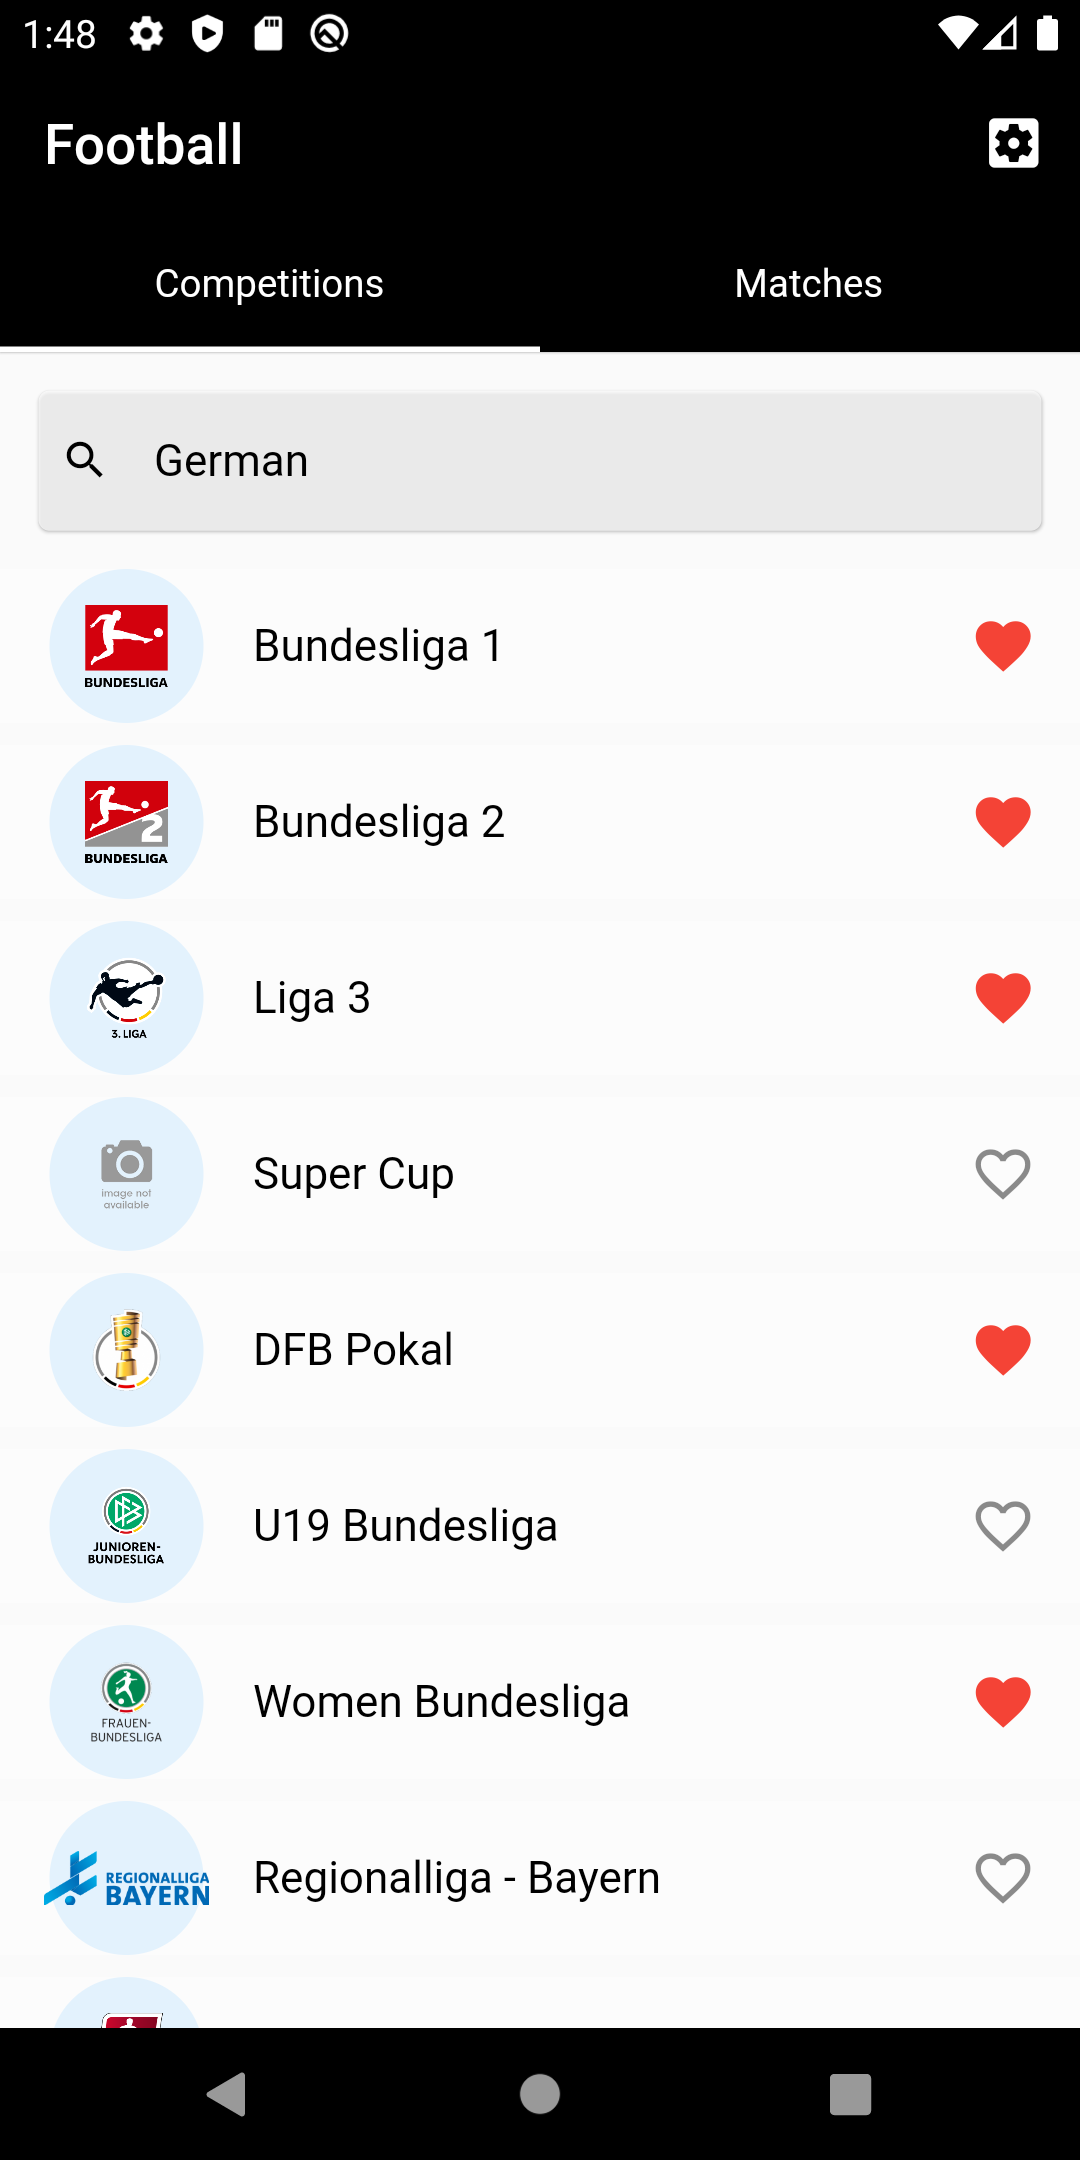 1:48
Football
Competitions
Matches
German
BUNDESLIGA
Bundesliga 1
2
BUNDESLIGA
Bundesliga 2
3. LIGA
Liga 3
image not
available
Super Cup
DFB Pokal
JUNIOREN-
BUNDESLIGA
U19 Bundesliga
FRAUEN-
BUNDESLIGA
Women Bundesliga
REGIONALLIGA
BAYERN
Regionalliga - Bayern